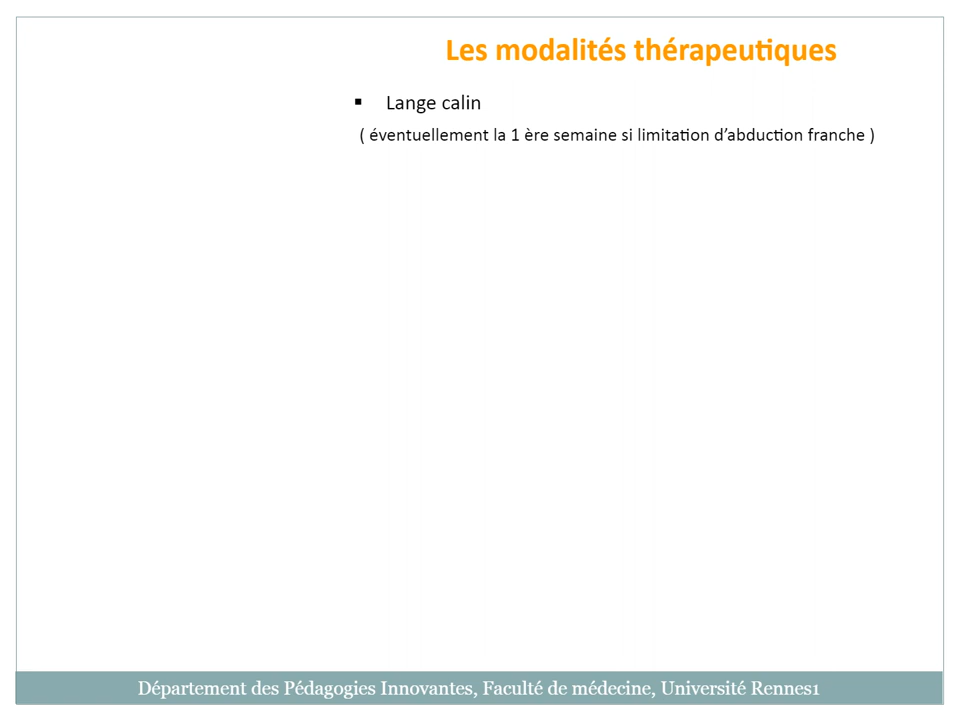 Les modalités thérapeutiques
▪ Lange calin
( éventuellement la 1 ère semaine si limitation d’abduction franche )
Département des Pédagogies Innovantes, Faculté de médecine, Université Rennes1